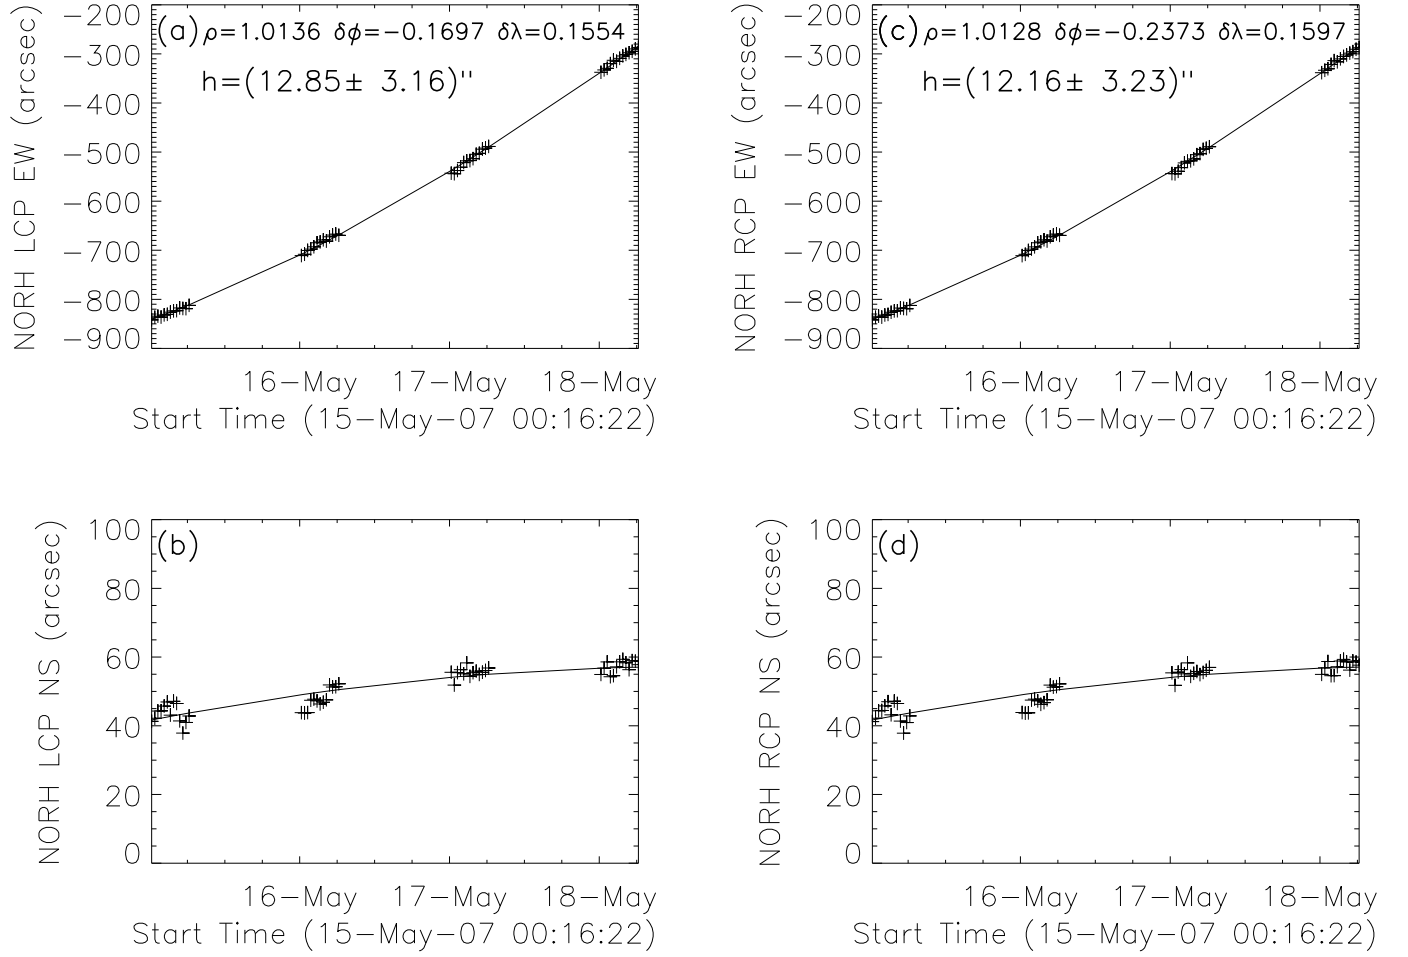 (a) ρ=1.0136 δϕ=−0.1697 δλ=0.1554
h=(12.85± 3.16)"
NORH LCP EW (arcsec)
−200
−300
−400
−500
−600
−700
−800
−900
16−May 17−May 18−May
Start Time (15−May−07 00:16:22)
(c) ρ=1.0128 δϕ=−0.2373 δλ=0.1597
h=(12.16± 3.23)"
NORH RCP EW (arcsec)
−200
−300
−400
−500
−600
−700
−800
−900
16−May 17−May 18−May
Start Time (15−May−07 00:16:22)
(b)
NORH LCP NS (arcsec)
100
80
60
40
20
0
16−May 17−May 18−May
Start Time (15−May−07 00:16:22)
(d)
NORH RCP NS (arcsec)
100
80
60
40
20
0
16−May 17−May 18−May
Start Time (15−May−07 00:16:22)